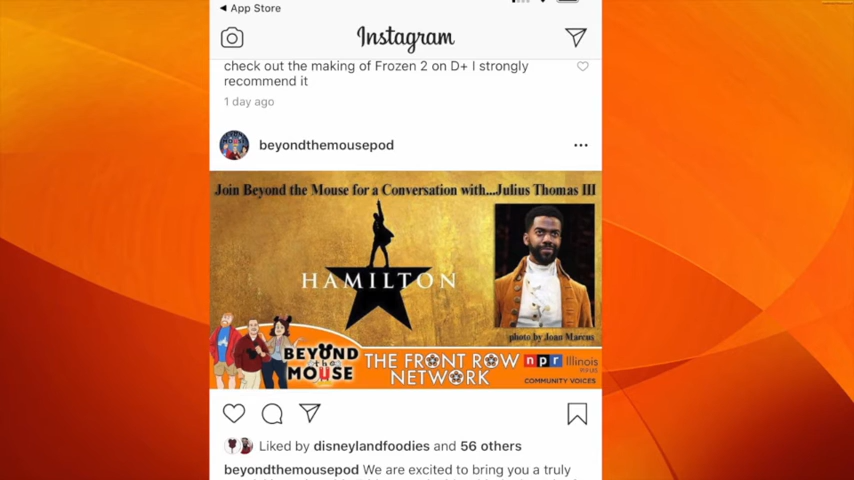 App Store
Instagram
check out the making of Frozen 2 on D+ I strongly
recommend it
1 day ago
beyondthemousepod
Join Beyond the Mouse for a Conversation with...Julius Thomas III
HAMILTON
photo by Joan Marcus
BEYOND
the
MOUSE
THE FRONT ROW
NETWORK
npr Illinois
COMMUNITY VOICES
Liked by disneylandfoodies and 56 others
beyondthemousepod We are excited to bring you a truly